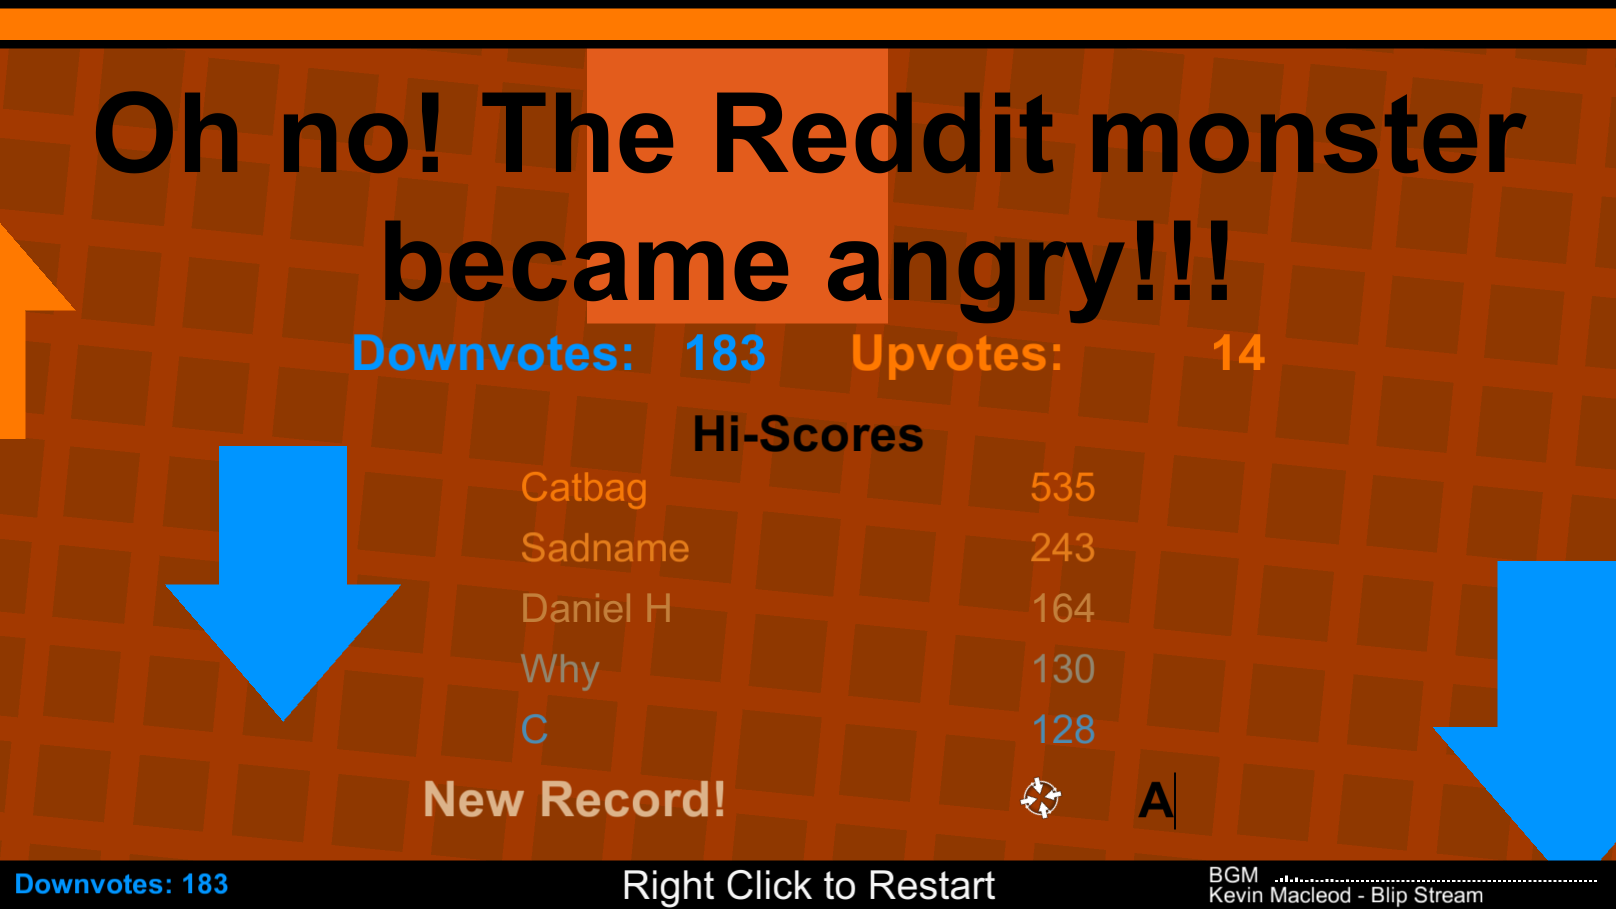 Oh no! The Reddit monster
became angry!!!
Downvotes: 183 Upvotes: 14
Hi-Scores
Catbag 535
Sadname 243
Daniel H 164
Why 130
C 128
New Record! A
Downvotes: 183
Right Click to Restart
BGM
Kevin Macleod - Blip Stream